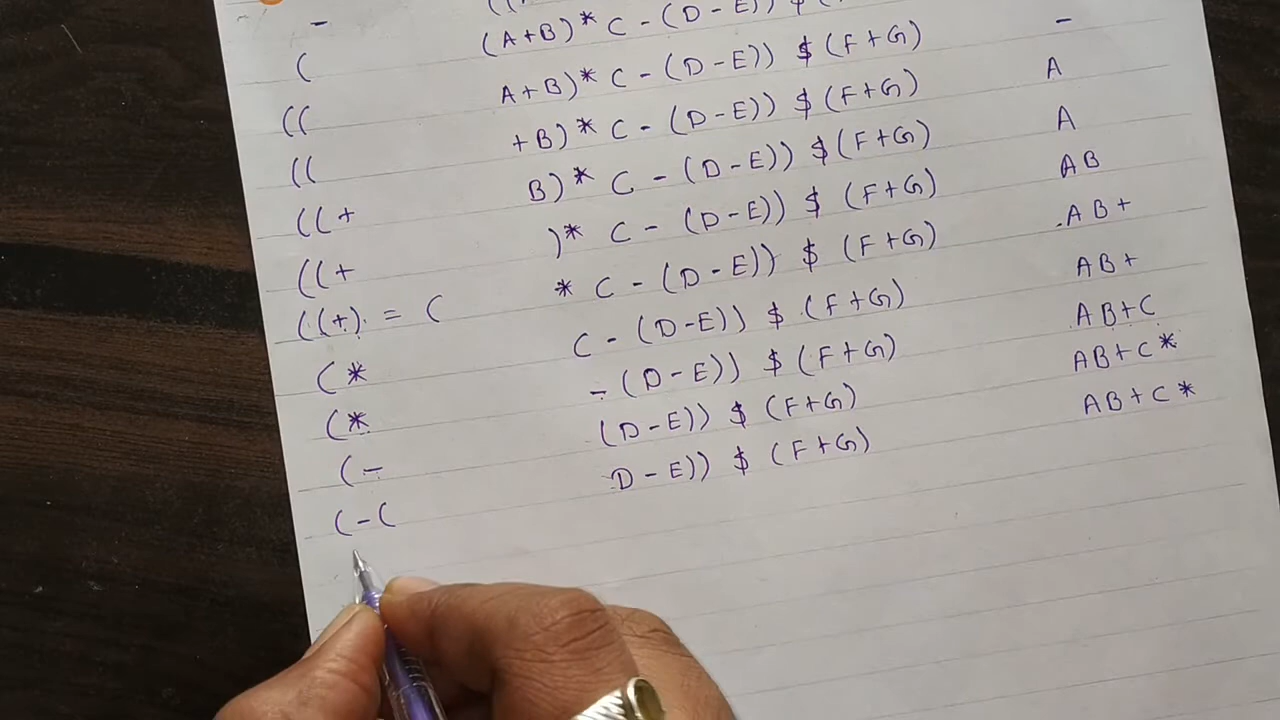 - ((
( (A+B)* C - (D-E)) $ (
(( A+B)* C - (D-E)) $ (F+G) -
(( +B)* C - (D-E)) $ (F+G) A
((+ B)* C - (D-E)) $ (F+G) A
((+ )* C - (D-E)) $ (F+G) AB
((+) = ( * C - (D-E)) $ (F+G) AB+
(* C - (D-E)) $ (F+G) AB+
(* - (D-E)) $ (F+G) AB+C
(- (D-E)) $ (F+G) AB+C*
(-( D-E)) $ (F+G) AB+C*